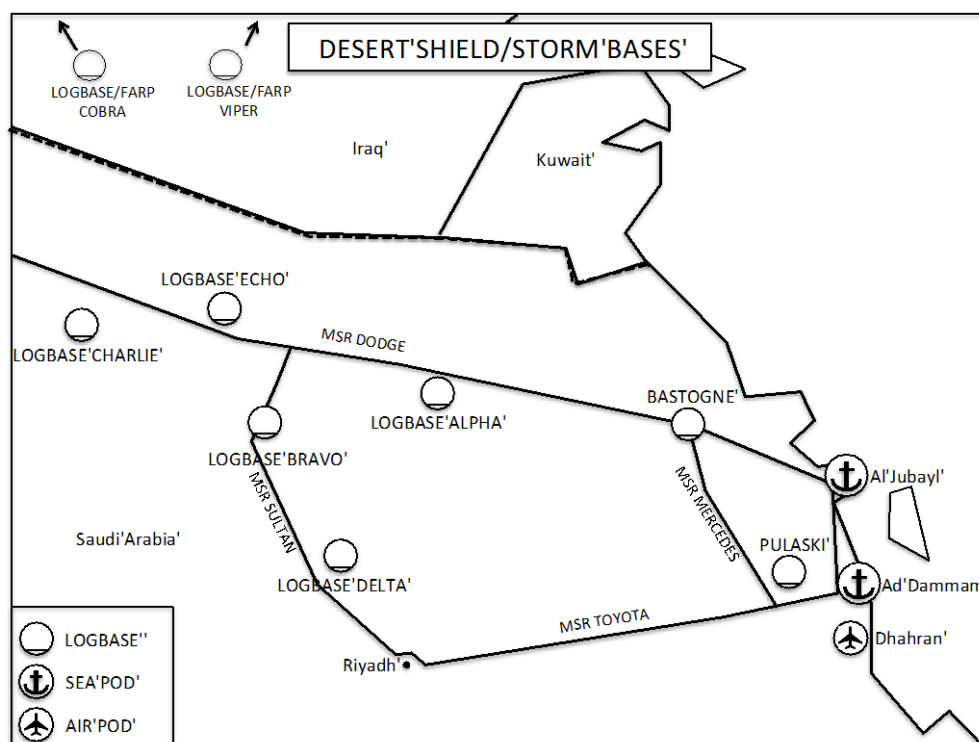 DESERT'SHIELD/STORM'BASES'
LOGBASE/FARP
COBRA
LOGBASE/FARP
VIPER
Iraq'
Kuwait'
LOGBASE'ECHO'
LOGBASE'CHARLIE'
MSR DODGE
LOGBASE'ALPHA'
BASTOGNE'
LOGBASE'BRAVO'
MSR SULTAN
MSR MERCEDES
Al'Jubayl'
Saudi'Arabia'
LOGBASE'DELTA'
PULASKI'
Ad'Dammam
MSR TOYOTA
Dhahran'
Riyadh'
LOGBASE''
SEA'POD'
AIR'POD'